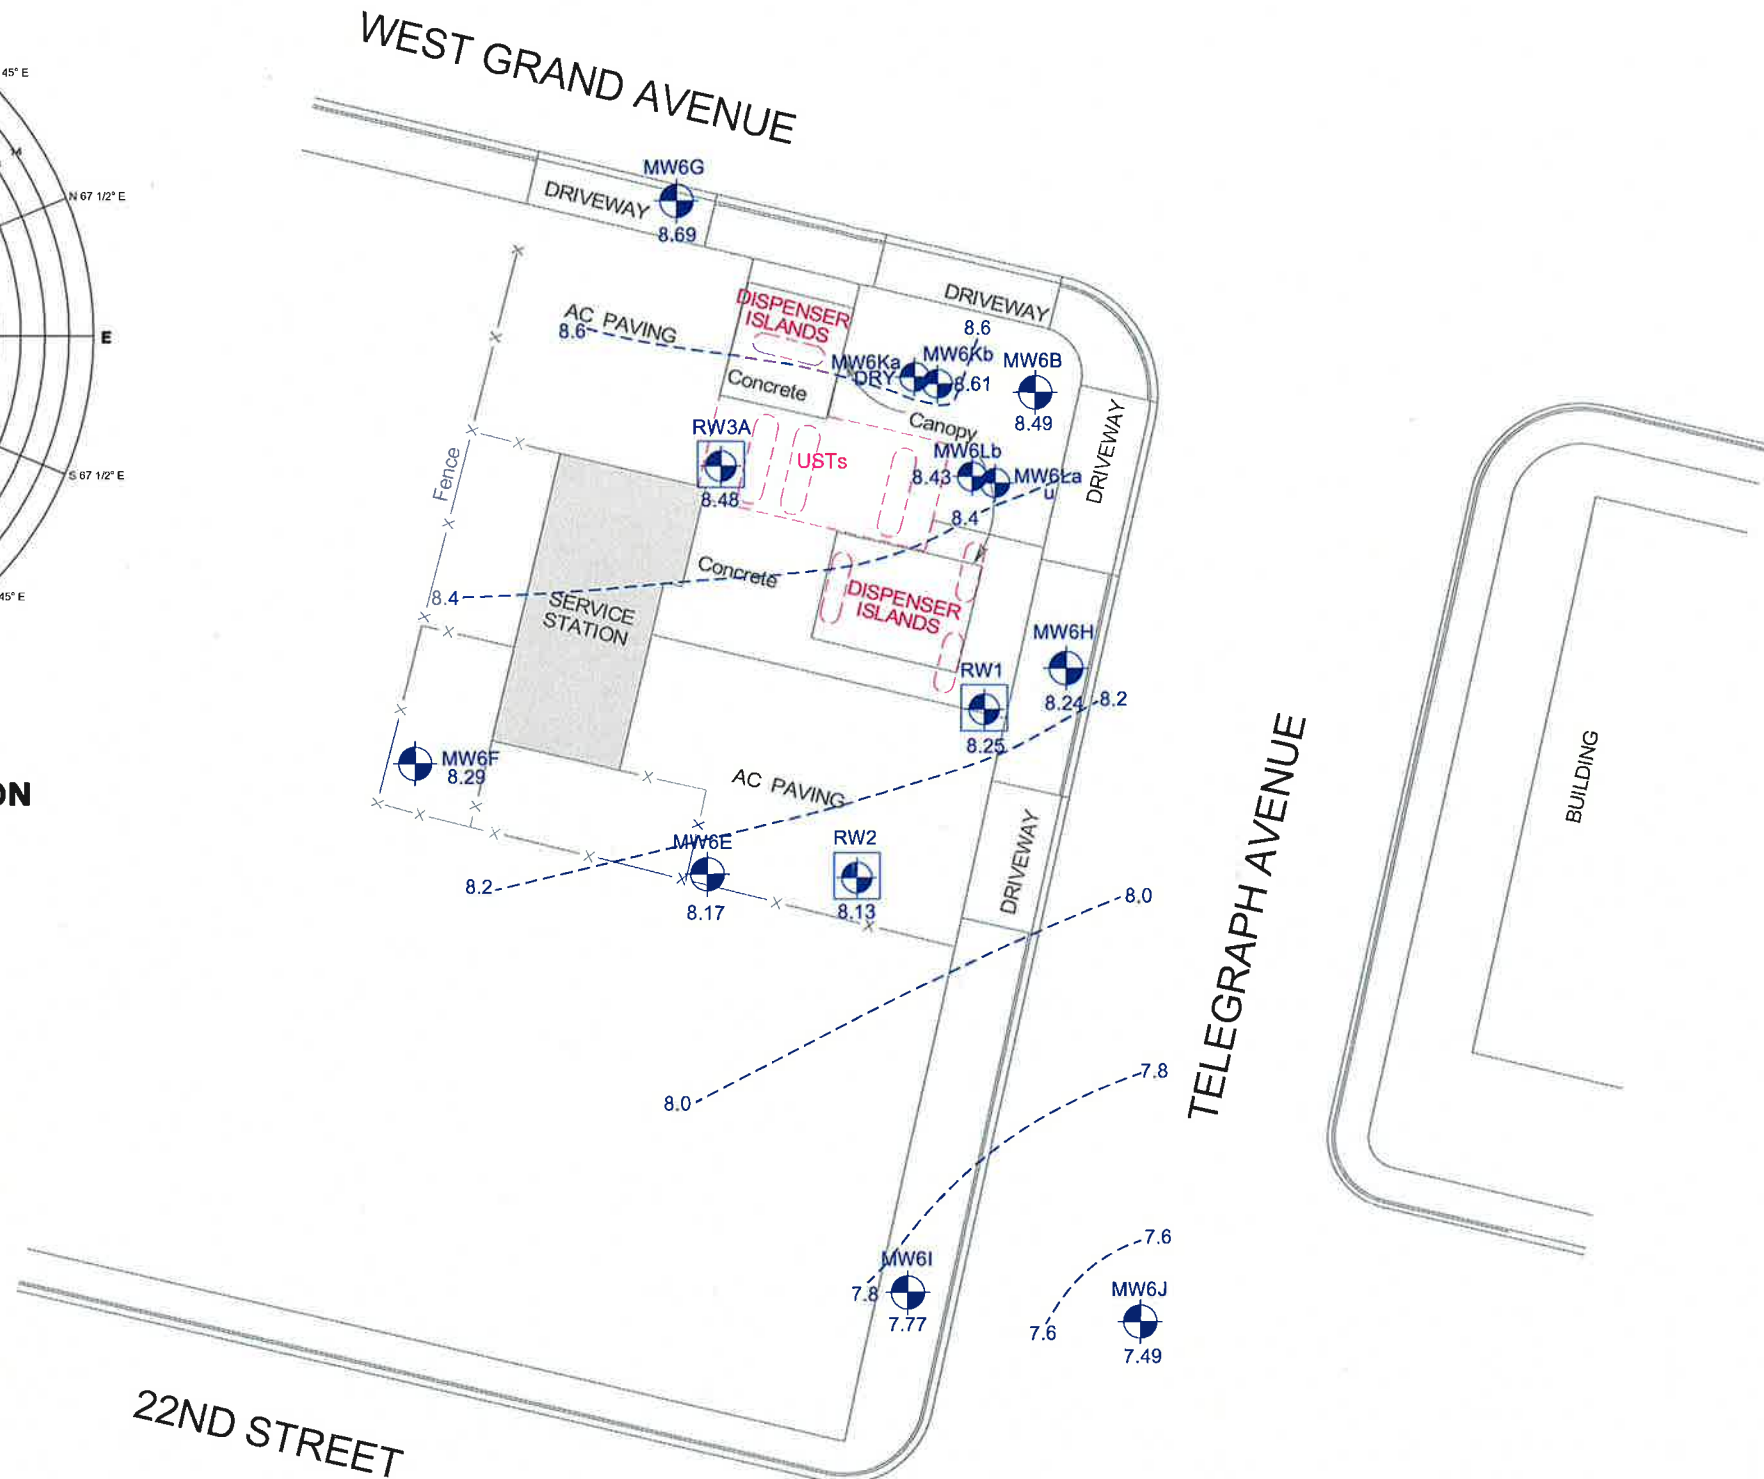 45° E
M
N 67 1/2° E
E
S 67 1/2° E
45° E
ON
WEST GRAND AVENUE
MW6G
DRIVEWAY
8.69
DISPENSER
ISLANDS
DRIVEWAY
AC PAVING
8.6
8.6
MW6Ka
DRY
MW6Kb
8.61
MW6B
8.49
Concrete
Canopy
RW3A
8.48
USTs
MW6Lb
8.43
MW6La
u
DRIVEWAY
Fence
8.4
8.4
Concrete
SERVICE
STATION
DISPENSER
ISLANDS
MW6H
8.24
8.2
RW1
8.25
MW6F
8.29
AC PAVING
MW6E
8.17
RW2
8.13
8.2
DRIVEWAY
8.0
8.0
TELEGRAPH AVENUE
BUILDING
7.8
7.8
MW6I
7.77
7.6
7.6
MW6J
7.49
22ND STREET